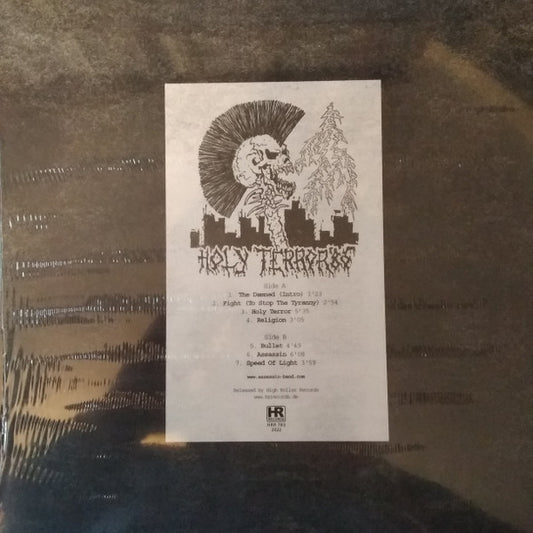 HOLY TERROR
Side A
1. The Damned (Intro) 1'23
2. Fight (To Stop The Tyranny) 2'54
3. Holy Terror 5'35
4. Religion 3'05
Side B
5. Bullet 4'43
6. Assassin 6'08
7. Speed Of Light 3'59
www.assassin-band.com
Released by High Roller Records
www.hrrecords.de
HR
HRR 783
2022